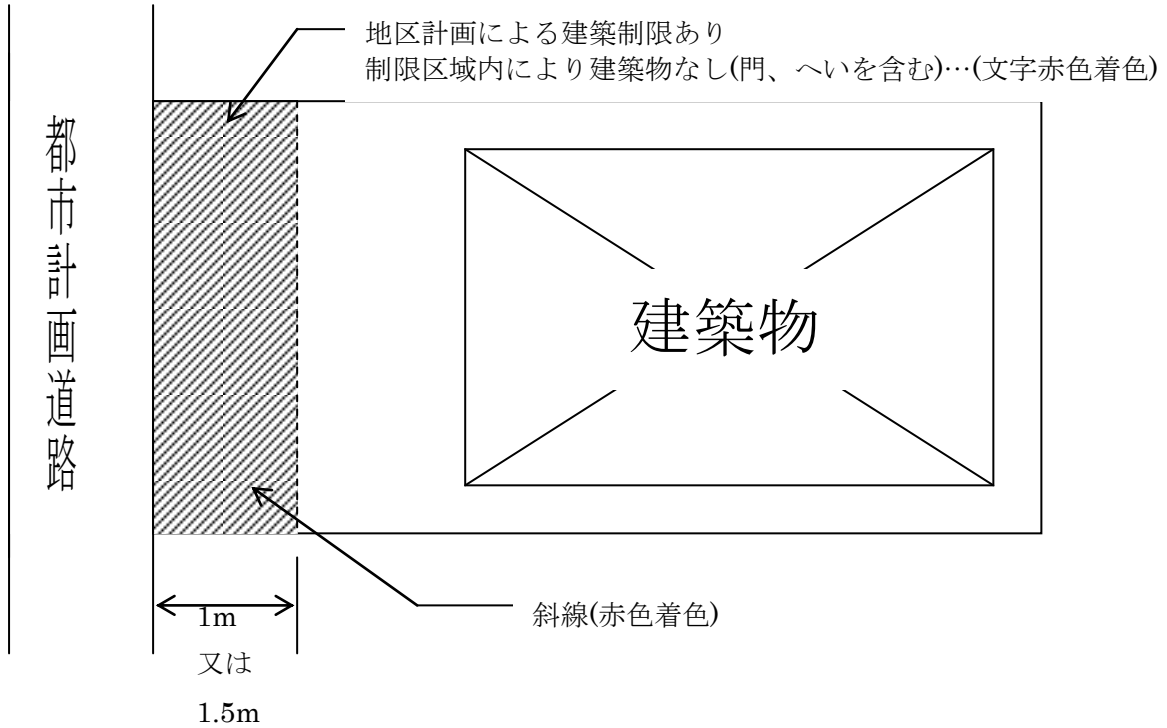 地区計画による建築制限あり
制限区域内により建築物なし(門、へいを含む)…(文字赤色着色)
都市計画道路
建築物
斜線(赤色着色)
1m
又は
1.5m